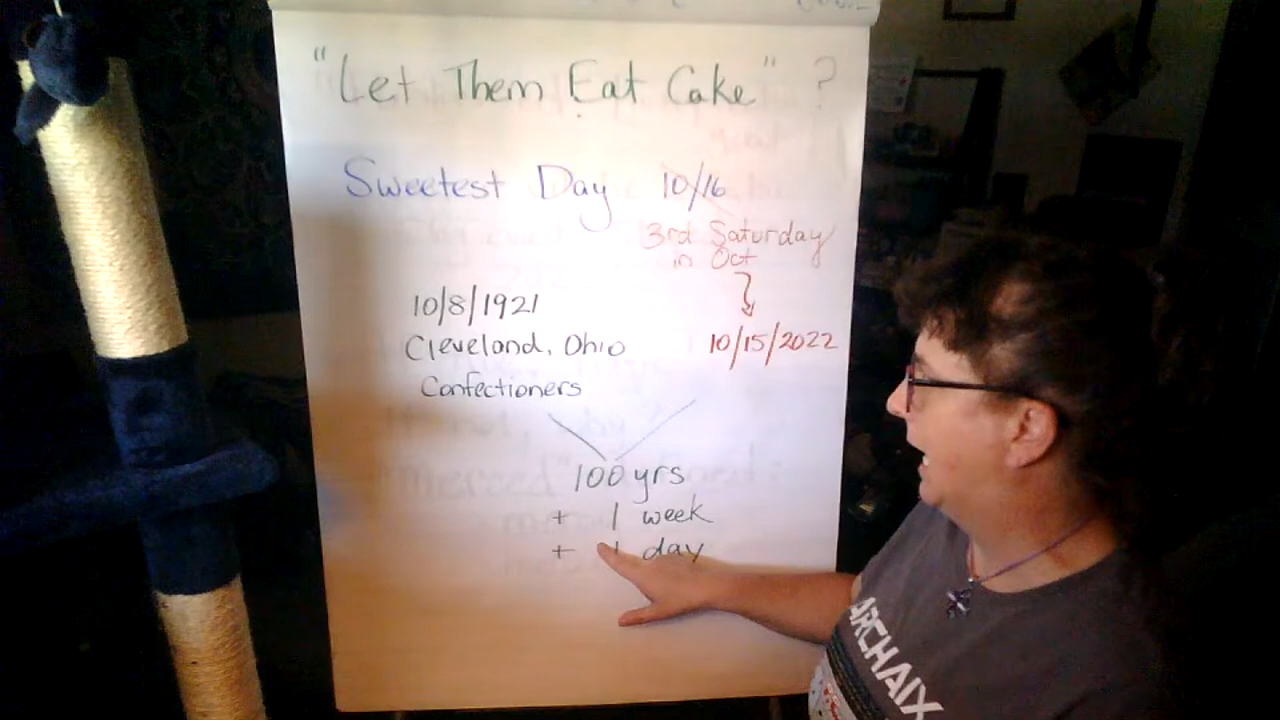 "Let Them Eat Cake" ?
Sweetest Day 10/16
3rd Saturday
in Oct
10/8/1921
Cleveland, Ohio 10/15/2022
Confectioners
100 yrs
+ 1 week
+ 1 day
ARCHAIX